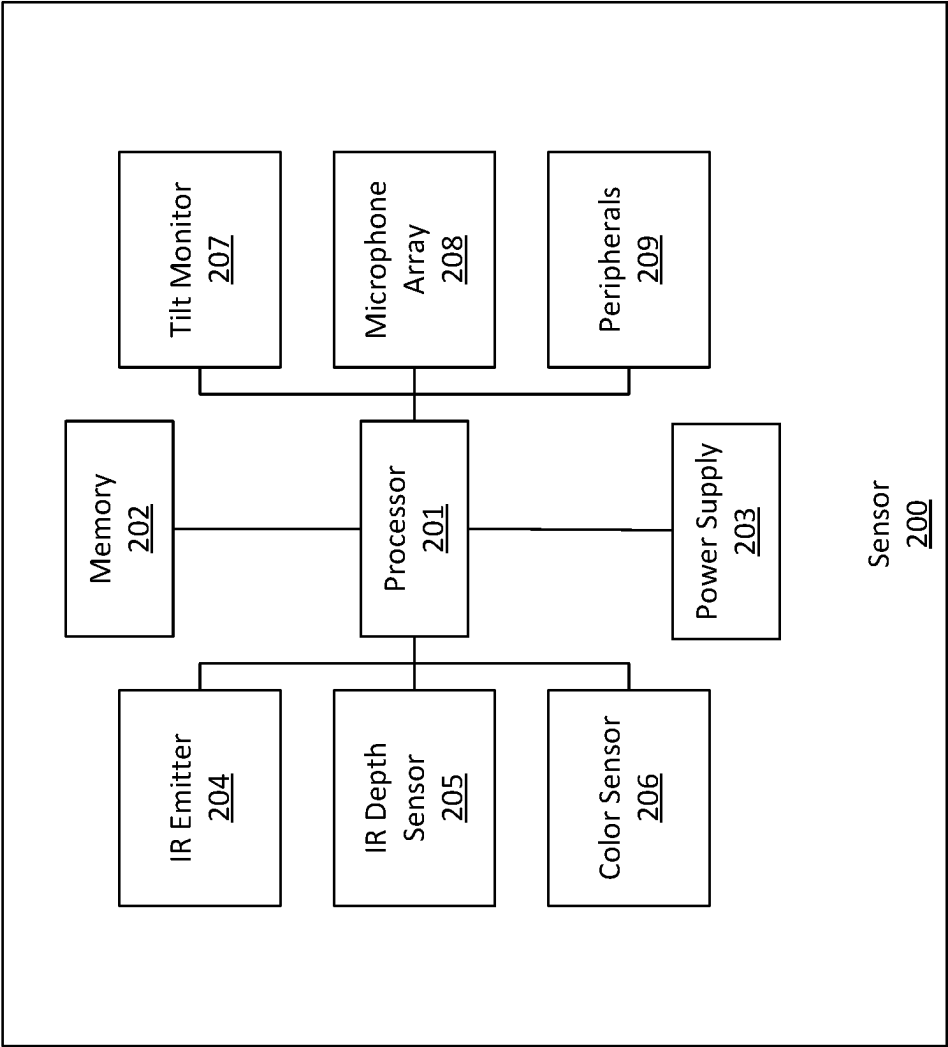 Memory
202
IR Emitter
204
Tilt Monitor
207
IR Depth
Sensor
205
Processor
201
Microphone
Array
208
Color Sensor
206
Power Supply
203
Peripherals
209
Sensor
200